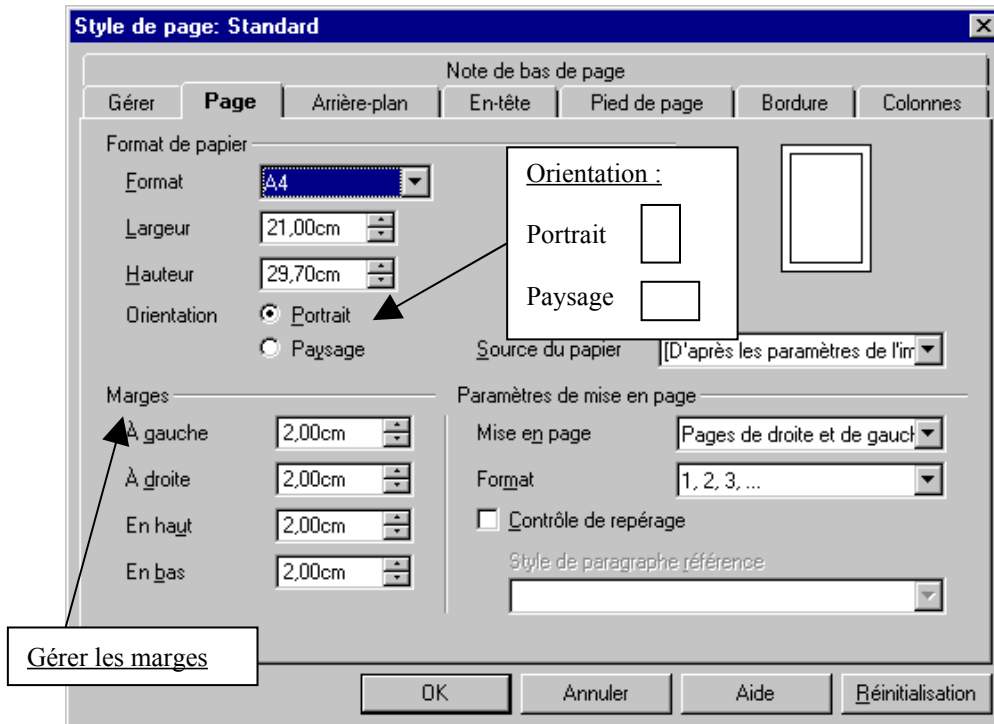 Style de page: Standard
Note de bas de page
Gérer Page Arrière-plan En-tête Pied de page Bordure Colonnes
Format de papier
Format A4
Largeur 21,00cm
Hauteur 29,70cm
Orientation Portrait
Paysage
Orientation :
Portrait
Paysage
Source du papier [D'après les paramètres de l'im
Marges
À gauche 2,00cm
À droite 2,00cm
En haut 2,00cm
En bas 2,00cm
Paramètres de mise en page
Mise en page Pages de droite et de gauch
Format 1, 2, 3, ...
Contrôle de repérage
Style de paragraphe référence
Gérer les marges
OK Annuler Aide Réinitialisation